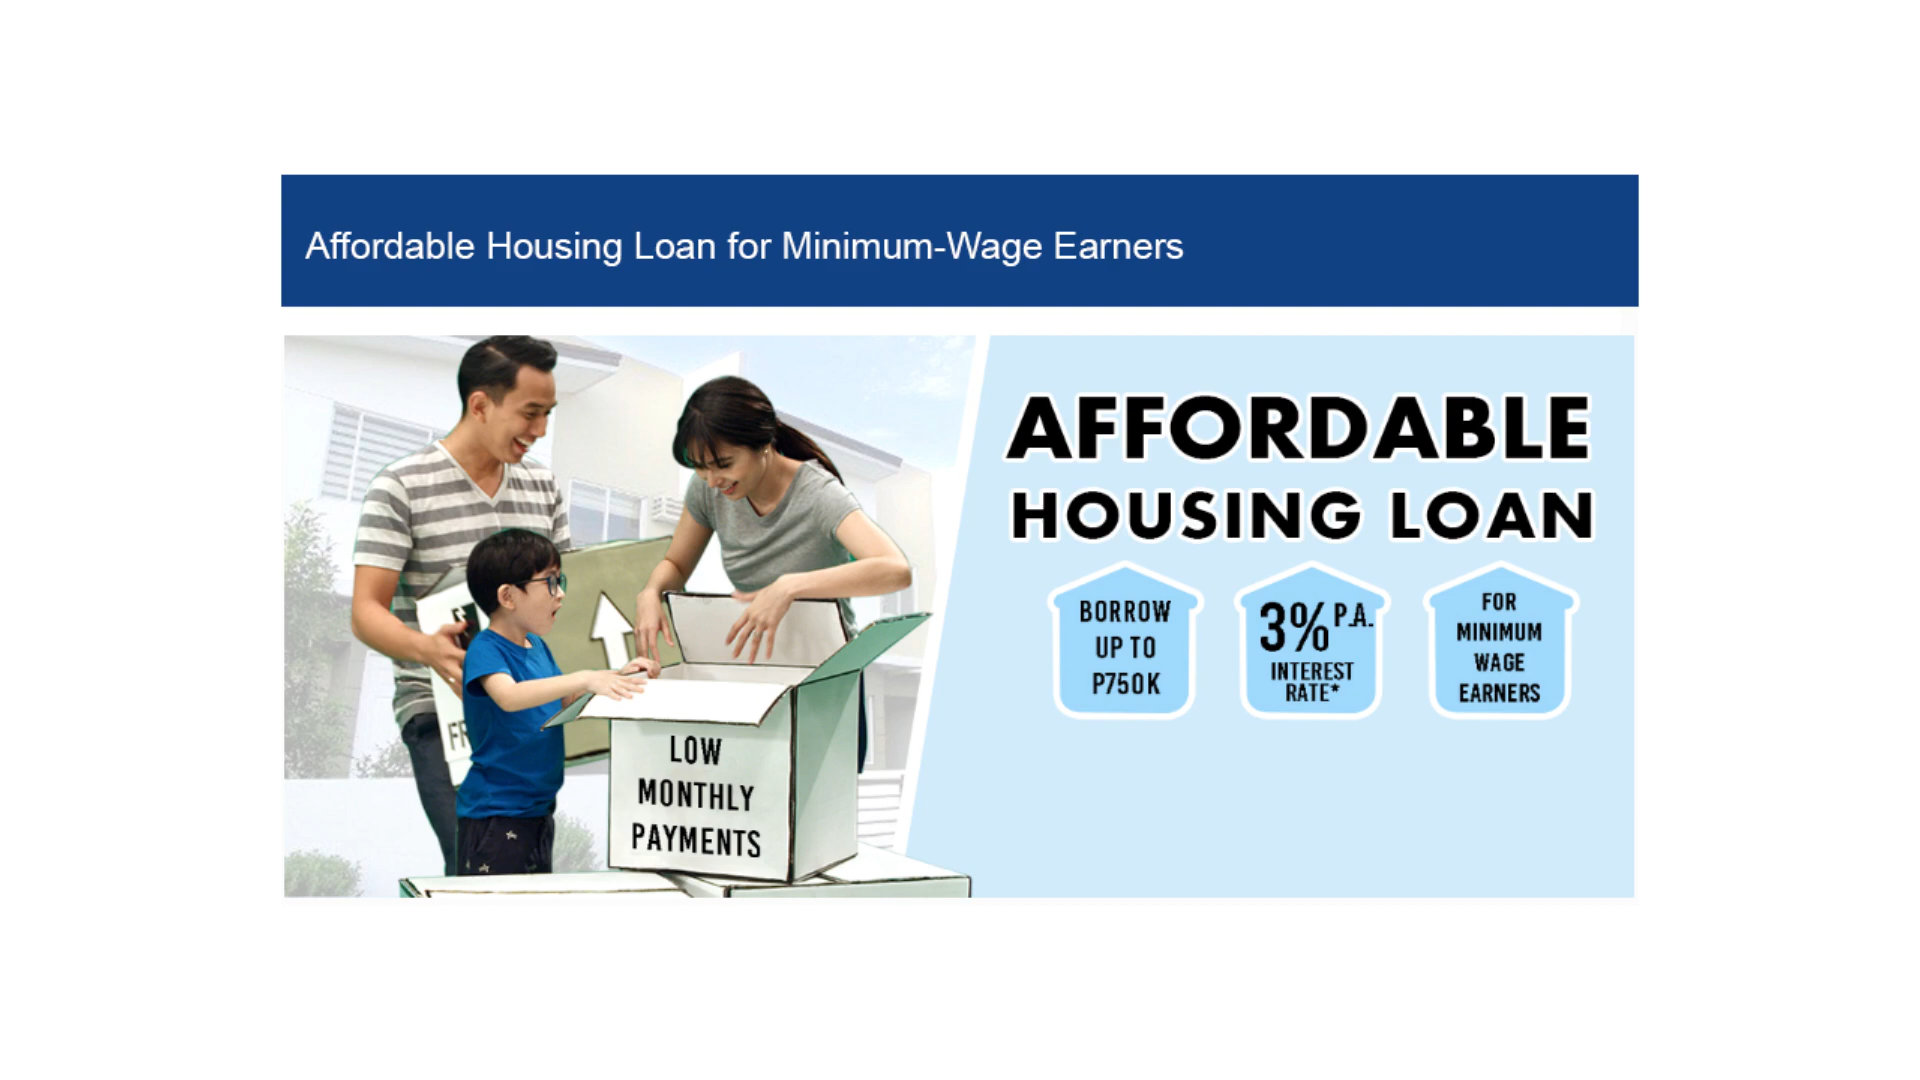 Affordable Housing Loan for Minimum-Wage Earners
AFFORDABLE
HOUSING LOAN
BORROW
UP TO
P750K
3% P.A.
INTEREST
RATE*
FOR
MINIMUM
WAGE
EARNERS
LOW
MONTHLY
PAYMENTS